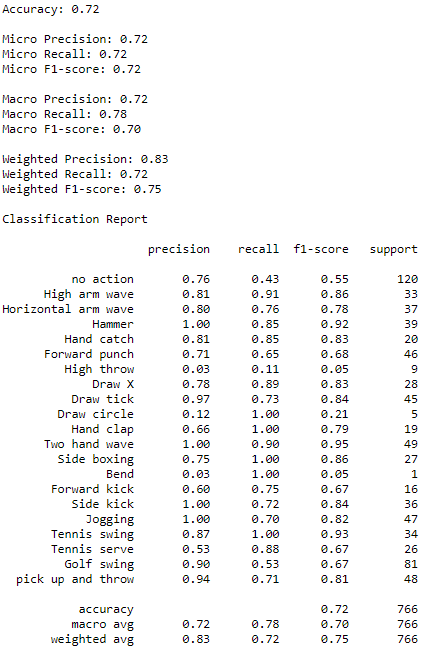 Accuracy: 0.72
Micro Precision: 0.72
Micro Recall: 0.72
Micro F1-score: 0.72
Macro Precision: 0.72
Macro Recall: 0.78
Macro F1-score: 0.70
Weighted Precision: 0.83
Weighted Recall: 0.72
Weighted F1-score: 0.75
Classification Report
precision recall f1-score support
no action 0.76 0.43 0.55 120
High arm wave 0.81 0.91 0.86 33
Horizontal arm wave 0.80 0.76 0.78 37
Hammer 1.00 0.85 0.92 39
Hand catch 0.81 0.85 0.83 20
Forward punch 0.71 0.65 0.68 46
High throw 0.03 0.11 0.05 9
Draw X 0.78 0.89 0.83 28
Draw tick 0.97 0.73 0.84 45
Draw circle 0.12 1.00 0.21 5
Hand clap 0.66 1.00 0.79 19
Two hand wave 1.00 0.90 0.95 49
Side boxing 0.75 1.00 0.86 27
Bend 0.03 1.00 0.05 1
Forward kick 0.60 0.75 0.67 16
Side kick 1.00 0.72 0.84 36
Jogging 1.00 0.70 0.82 47
Tennis swing 0.87 1.00 0.93 34
Tennis serve 0.53 0.88 0.67 26
Golf swing 0.90 0.53 0.67 81
pick up and throw 0.94 0.71 0.81 48
accuracy 0.72 766
macro avg 0.72 0.78 0.70 766
weighted avg 0.83 0.72 0.75 766